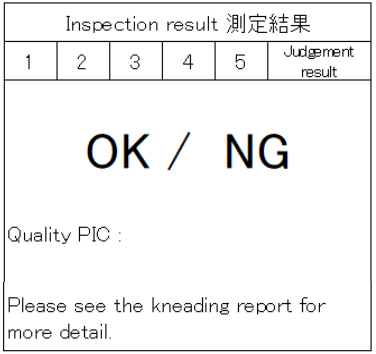 Inspection result 測定結果
1 2 3 4 5 Judgement result
OK / NG
Quality PIC :
Please see the kneading report for
more detail.